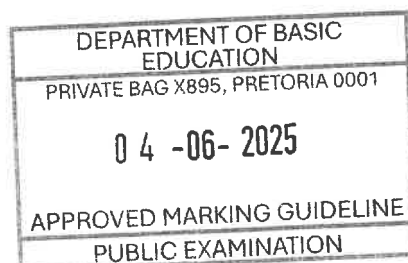 DEPARTMENT OF BASIC
EDUCATION
PRIVATE BAG X895, PRETORIA 0001
04 -06- 2025
APPROVED MARKING GUIDELINE
PUBLIC EXAMINATION